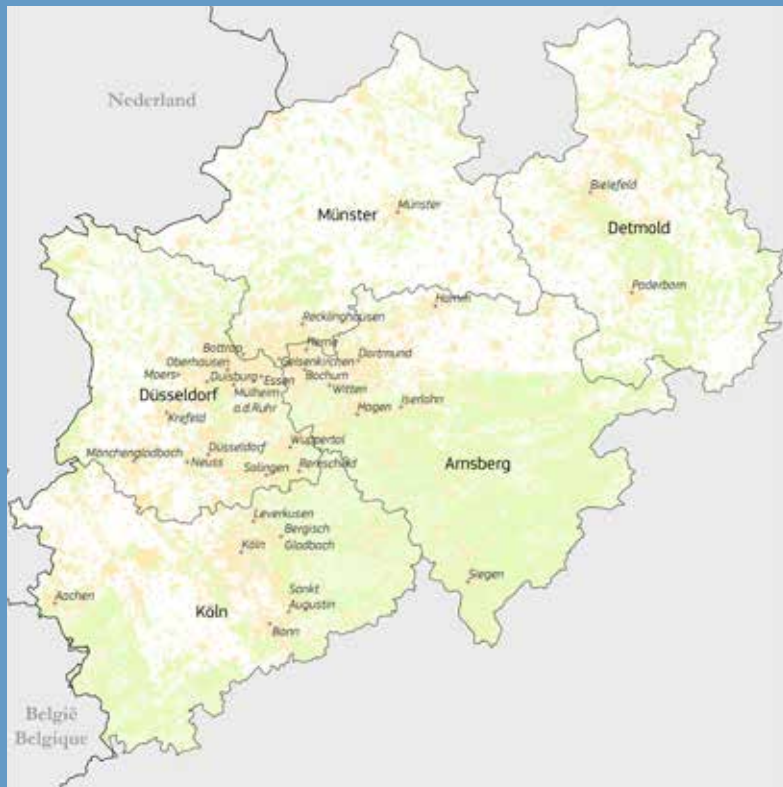 Nederland
Münster
Münster
Bielefeld
Detmold
Paderborn
Hamm
Recklinghausen
Herne
Bottrop
Oberhausen
Gelsenkirchen
Dortmund
Moers
Duisburg
Essen
Bochum
Witten
Düsseldorf
Mülheim
a.d.Ruhr
Krefeld
Hagen
Iserlohn
Mönchengladbach
Düsseldorf
Wuppertal
Neuss
Solingen
Remscheid
Arnsberg
Leverkusen
Bergisch
Gladbach
Köln
Aachen
Sankt
Augustin
Siegen
Köln
Bonn
België
Belgique